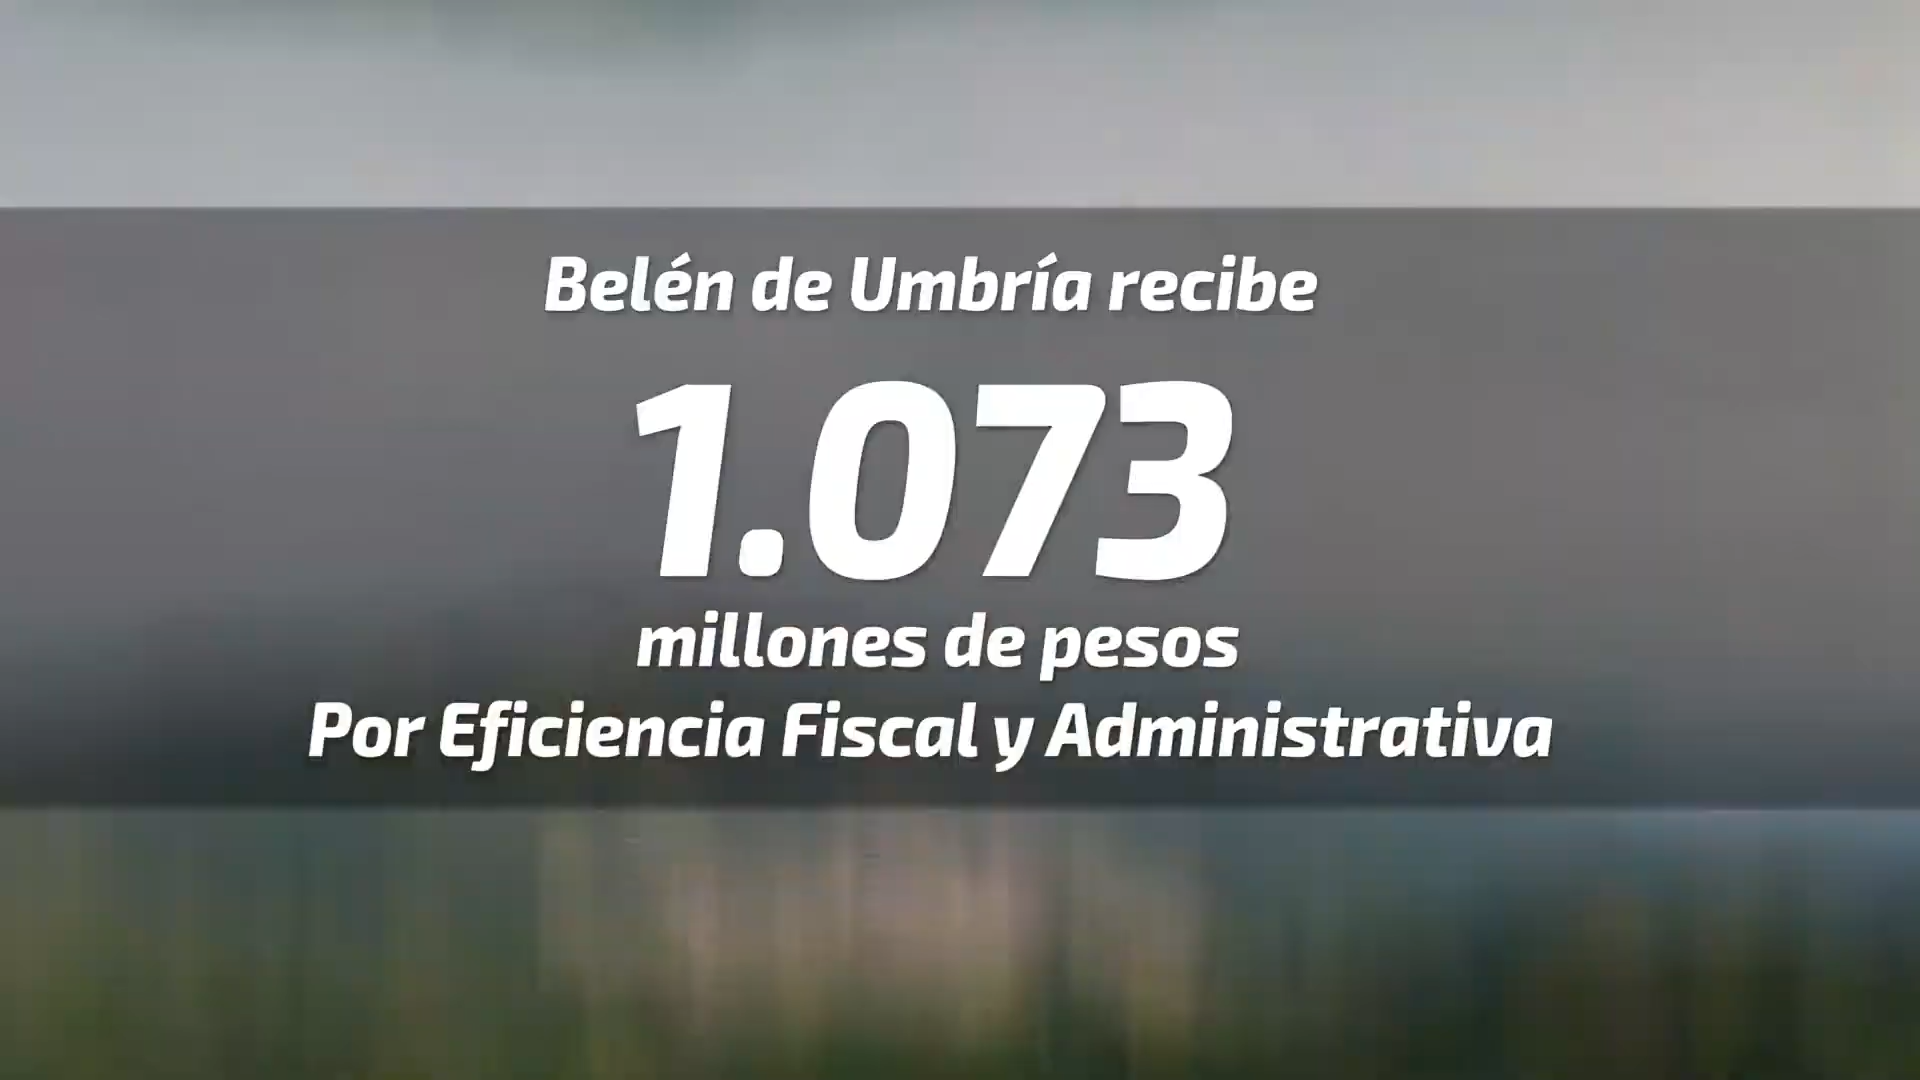 Belén de Umbría recibe
1.073
millones de pesos
Por Eficiencia Fiscal y Administrativa